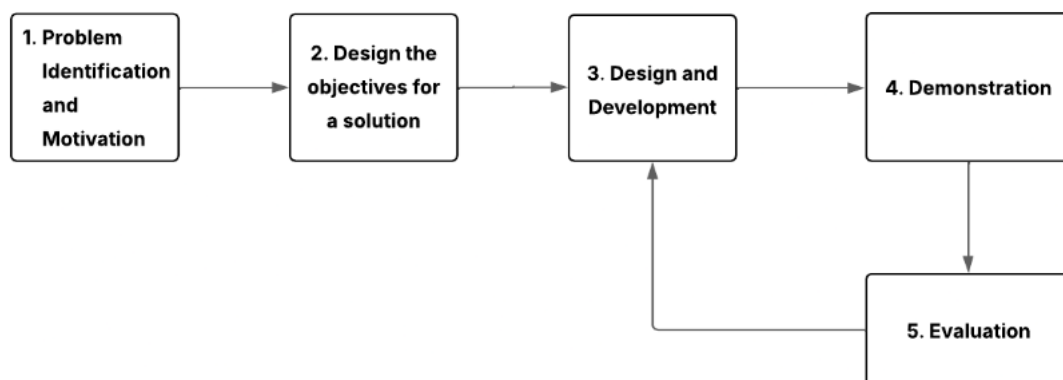 1. Problem
Identification
and
Motivation
2. Design the
objectives for
a solution
3. Design and
Development
4. Demonstration
5. Evaluation